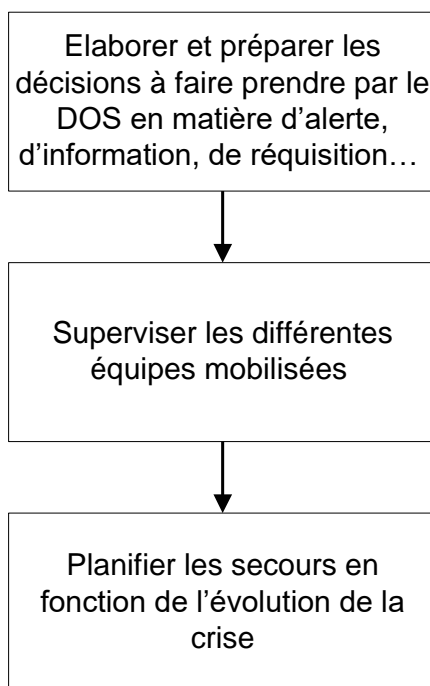 Elaborer et préparer les
décisions à faire prendre par le
DOS en matière d’alerte,
d’information, de réquisition…
Superviser les différentes
équipes mobilisées
Planifier les secours en
fonction de l’évolution de la
crise